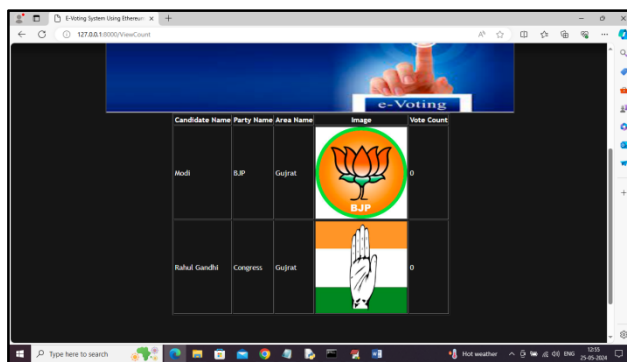 E-Voting System Using Ethereum
127.0.0.1:8000/ViewCount
e-Voting
Candidate Name Party Name Area Name Image Vote Count
Modi BJP Gujrat 0
BJP
Rahul Gandhi Congress Gujrat 0
Type here to search
Hot weather
ENG
12:15
25-05-2024